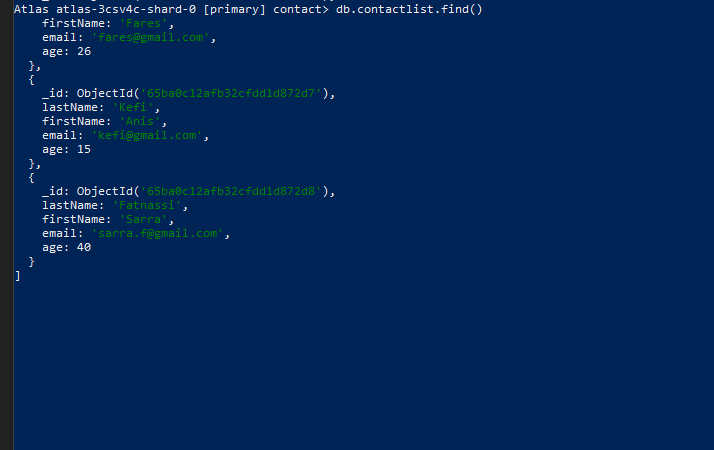 Atlas atlas-3csv4c-shard-0 [primary] contact> db.contactlist.find()
    firstName: 'Fares',
    email: 'fares@gmail.com',
    age: 26
  },
  {
    _id: ObjectId('65ba0c12afb32cfdd1d872d7'),
    lastName: 'Kefi',
    firstName: 'Anis',
    email: 'kefi@gmail.com',
    age: 15
  },
  {
    _id: ObjectId('65ba0c12afb32cfdd1d872d8'),
    lastName: 'Fatnassi',
    firstName: 'Sarra',
    email: 'sarra.f@gmail.com',
    age: 40
  }
]